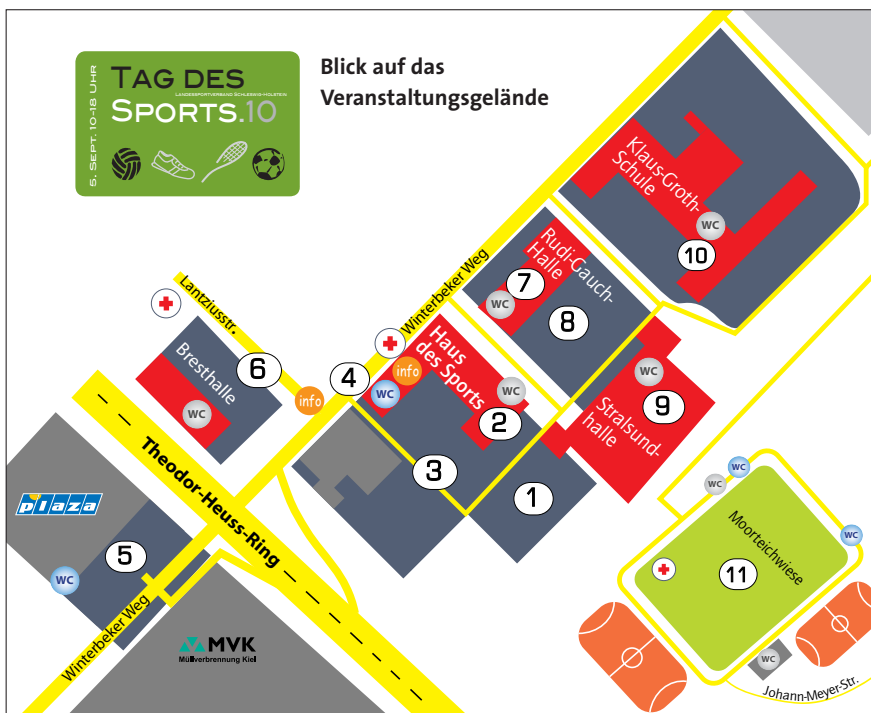 5. SEPT. 10-18 UHR
TAG DES
LANDESSPORTVERBAND SCHLESWIG-HOLSTEIN
SPORTS.10
Blick auf das
Veranstaltungsgelände
Klaus-Groth-
Schule
WC
10
Winterbeker Weg
Rudi-Gauch-
Halle
7
WC
8
Lantziusstr.
Bresthalle
6
WC
info
4
info
WC
Haus
des Sports
WC
2
3
1
WC
9
Stralsund-
halle
Theodor-Heuss-Ring
plaza
5
WC
Winterbeker Weg
MVK
Müllverbrennung Kiel
WC
WC
WC
Moorteichwiese
11
WC
Johann-Meyer-Str.